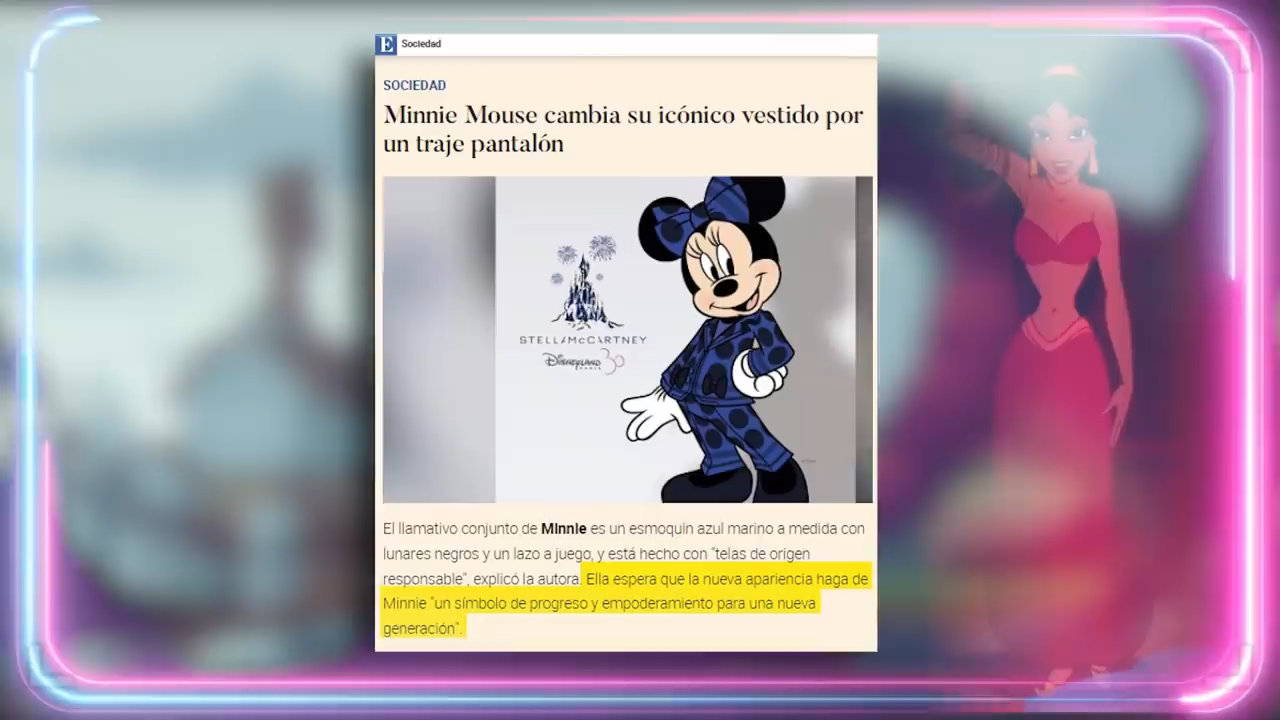 E Sociedad
SOCIEDAD
Minnie Mouse cambia su icónico vestido por
un traje pantalón
STELLA McCARTNEY
DISNEYLAND 30
PARIS
El llamativo conjunto de Minnie es un esmoquin azul marino a medida con
lunares negros y un lazo a juego, y está hecho con "telas de origen
responsable", explicó la autora. Ella espera que la nueva apariencia haga de
Minnie "un símbolo de progreso y empoderamiento para una nueva
generación".